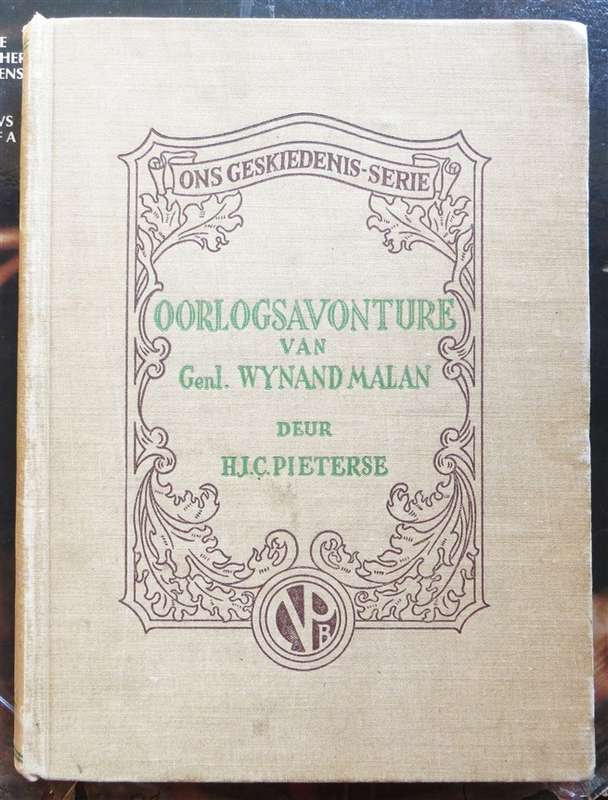 ONS GESKIEDENIS-SERIE
OORLOGSAVONTURE
VAN
Genl. WYNAND MALAN
DEUR
H.J.C. PIETERSE
NPB